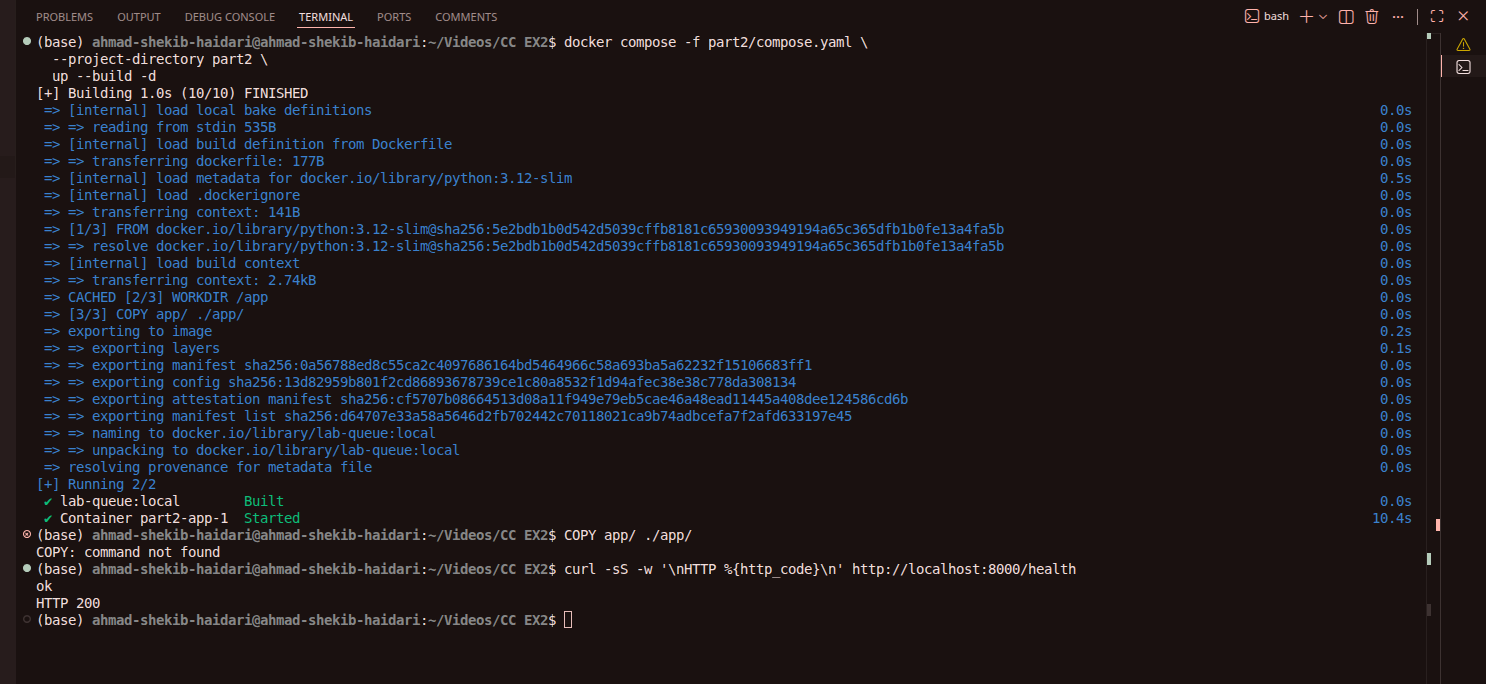 PROBLEMS OUTPUT DEBUG CONSOLE TERMINAL PORTS COMMENTS bash
(base) ahmad-shekib-haidari@ahmad-shekib-haidari:~/Videos/CC EX2$ docker compose -f part2/compose.yaml \
--project-directory part2 \
up --build -d
[+] Building 1.0s (10/10) FINISHED
=> [internal] load local bake definitions 0.0s
=> => reading from stdin 535B 0.0s
=> [internal] load build definition from Dockerfile 0.0s
=> => transferring dockerfile: 177B 0.0s
=> [internal] load metadata for docker.io/library/python:3.12-slim 0.5s
=> [internal] load .dockerignore 0.0s
=> => transferring context: 141B 0.0s
=> [1/3] FROM docker.io/library/python:3.12-slim@sha256:5e2bdb1b0d542d5039cffb8181c65930093949194a65c365dfb1b0fe13a4fa5b 0.0s
=> => resolve docker.io/library/python:3.12-slim@sha256:5e2bdb1b0d542d5039cffb8181c65930093949194a65c365dfb1b0fe13a4fa5b 0.0s
=> [internal] load build context 0.0s
=> => transferring context: 2.74kB 0.0s
=> CACHED [2/3] WORKDIR /app 0.0s
=> [3/3] COPY app/ ./app/ 0.0s
=> exporting to image 0.2s
=> => exporting layers 0.1s
=> => exporting manifest sha256:0a56788ed8c55ca2c4097686164bd5464966c58a693ba5a62232f15106683ff1 0.0s
=> => exporting config sha256:13d82959b801f2cd86893678739ce1c80a8532f1d94afec38e38c778da308134 0.0s
=> => exporting attestation manifest sha256:cf5707b08664513d08a11f949e79eb5cae46a48ead11445a408dee124586cd6b 0.0s
=> => exporting manifest list sha256:d64707e33a58a5646d2fb702442c70118021ca9b74adbcefa7f2afd633197e45 0.0s
=> => naming to docker.io/library/lab-queue:local 0.0s
=> => unpacking to docker.io/library/lab-queue:local 0.0s
=> resolving provenance for metadata file 0.0s
[+] Running 2/2
✔ lab-queue:local Built 0.0s
✔ Container part2-app-1 Started 10.4s
(base) ahmad-shekib-haidari@ahmad-shekib-haidari:~/Videos/CC EX2$ COPY app/ ./app/
COPY: command not found
(base) ahmad-shekib-haidari@ahmad-shekib-haidari:~/Videos/CC EX2$ curl -sS -w '\nHTTP %{http_code}\n' http://localhost:8000/health
ok
HTTP 200
(base) ahmad-shekib-haidari@ahmad-shekib-haidari:~/Videos/CC EX2$